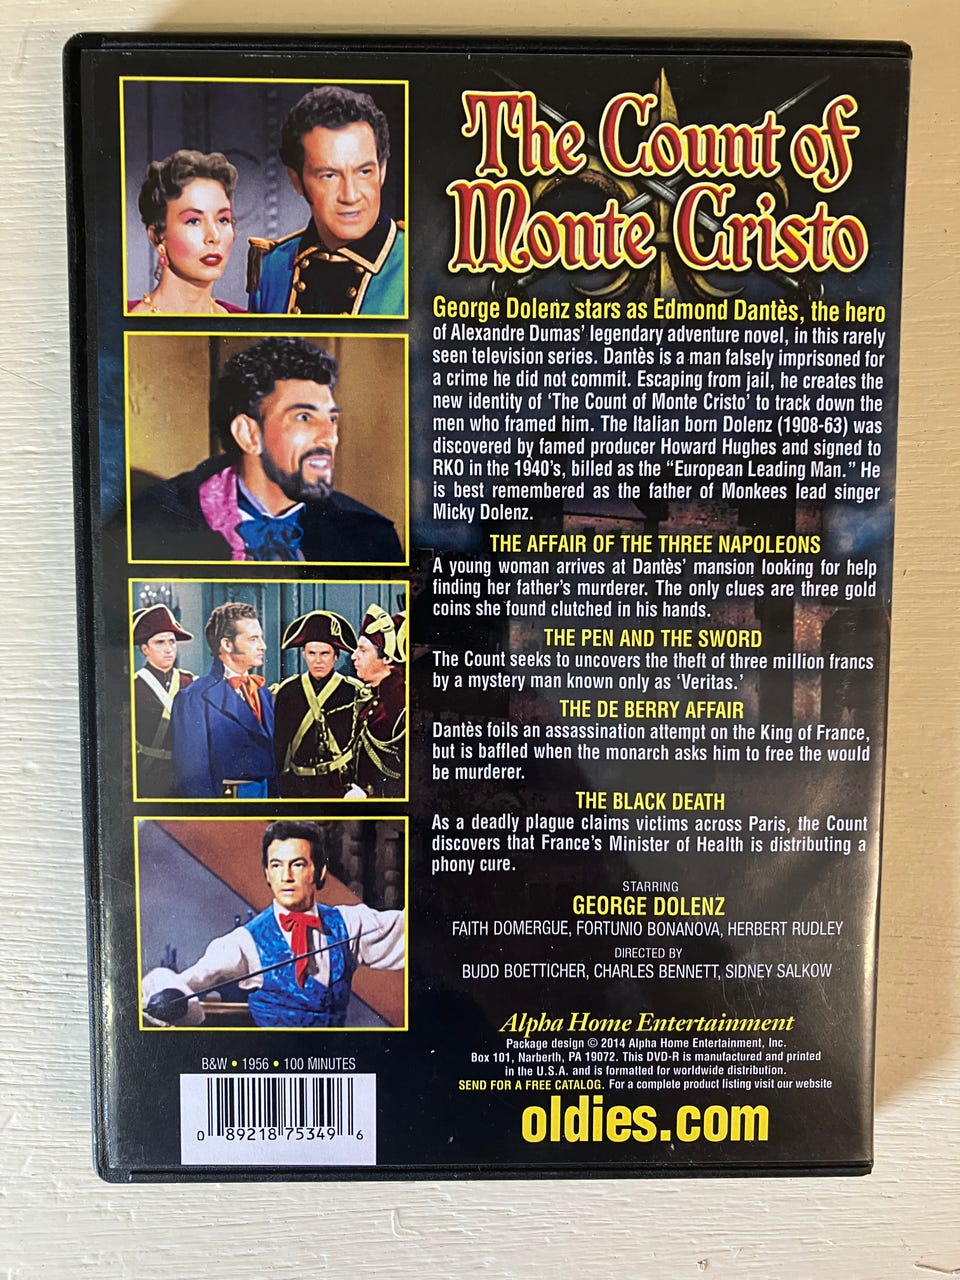 The Count of
Monte Cristo
George Dolenz stars as Edmond Dantès, the hero
of Alexandre Dumas' legendary adventure novel, in this rarely
seen television series. Dantès is a man falsely imprisoned for
a crime he did not commit. Escaping from jail, he creates the
new identity of 'The Count of Monte Cristo' to track down the
men who framed him. The Italian born Dolenz (1908-63) was
discovered by famed producer Howard Hughes and signed to
RKO in the 1940's, billed as the "European Leading Man." He
is best remembered as the father of Monkees lead singer
Micky Dolenz.
THE AFFAIR OF THE THREE NAPOLEONS
A young woman arrives at Dantès' mansion looking for help
finding her father's murderer. The only clues are three gold
coins she found clutched in his hands.
THE PEN AND THE SWORD
The Count seeks to uncovers the theft of three million francs
by a mystery man known only as 'Veritas.'
THE DE BERRY AFFAIR
Dantès foils an assassination attempt on the King of France,
but is baffled when the monarch asks him to free the would
be murderer.
THE BLACK DEATH
As a deadly plague claims victims across Paris, the Count
discovers that France's Minister of Health is distributing a
phony cure.
STARRING
GEORGE DOLENZ
FAITH DOMERGUE, FORTUNIO BONANOVA, HERBERT RUDLEY
DIRECTED BY
BUDD BOETTICHER, CHARLES BENNETT, SIDNEY SALKOW
Alpha Home Entertainment
Package design © 2014 Alpha Home Entertainment, Inc.
Box 101, Narberth, PA 19072. This DVD-R is manufactured and printed
in the U.S.A. and is formatted for worldwide distribution.
SEND FOR A FREE CATALOG. For a complete product listing visit our website
oldies.com
B&W • 1956 • 100 MINUTES
0 89218 75349 6